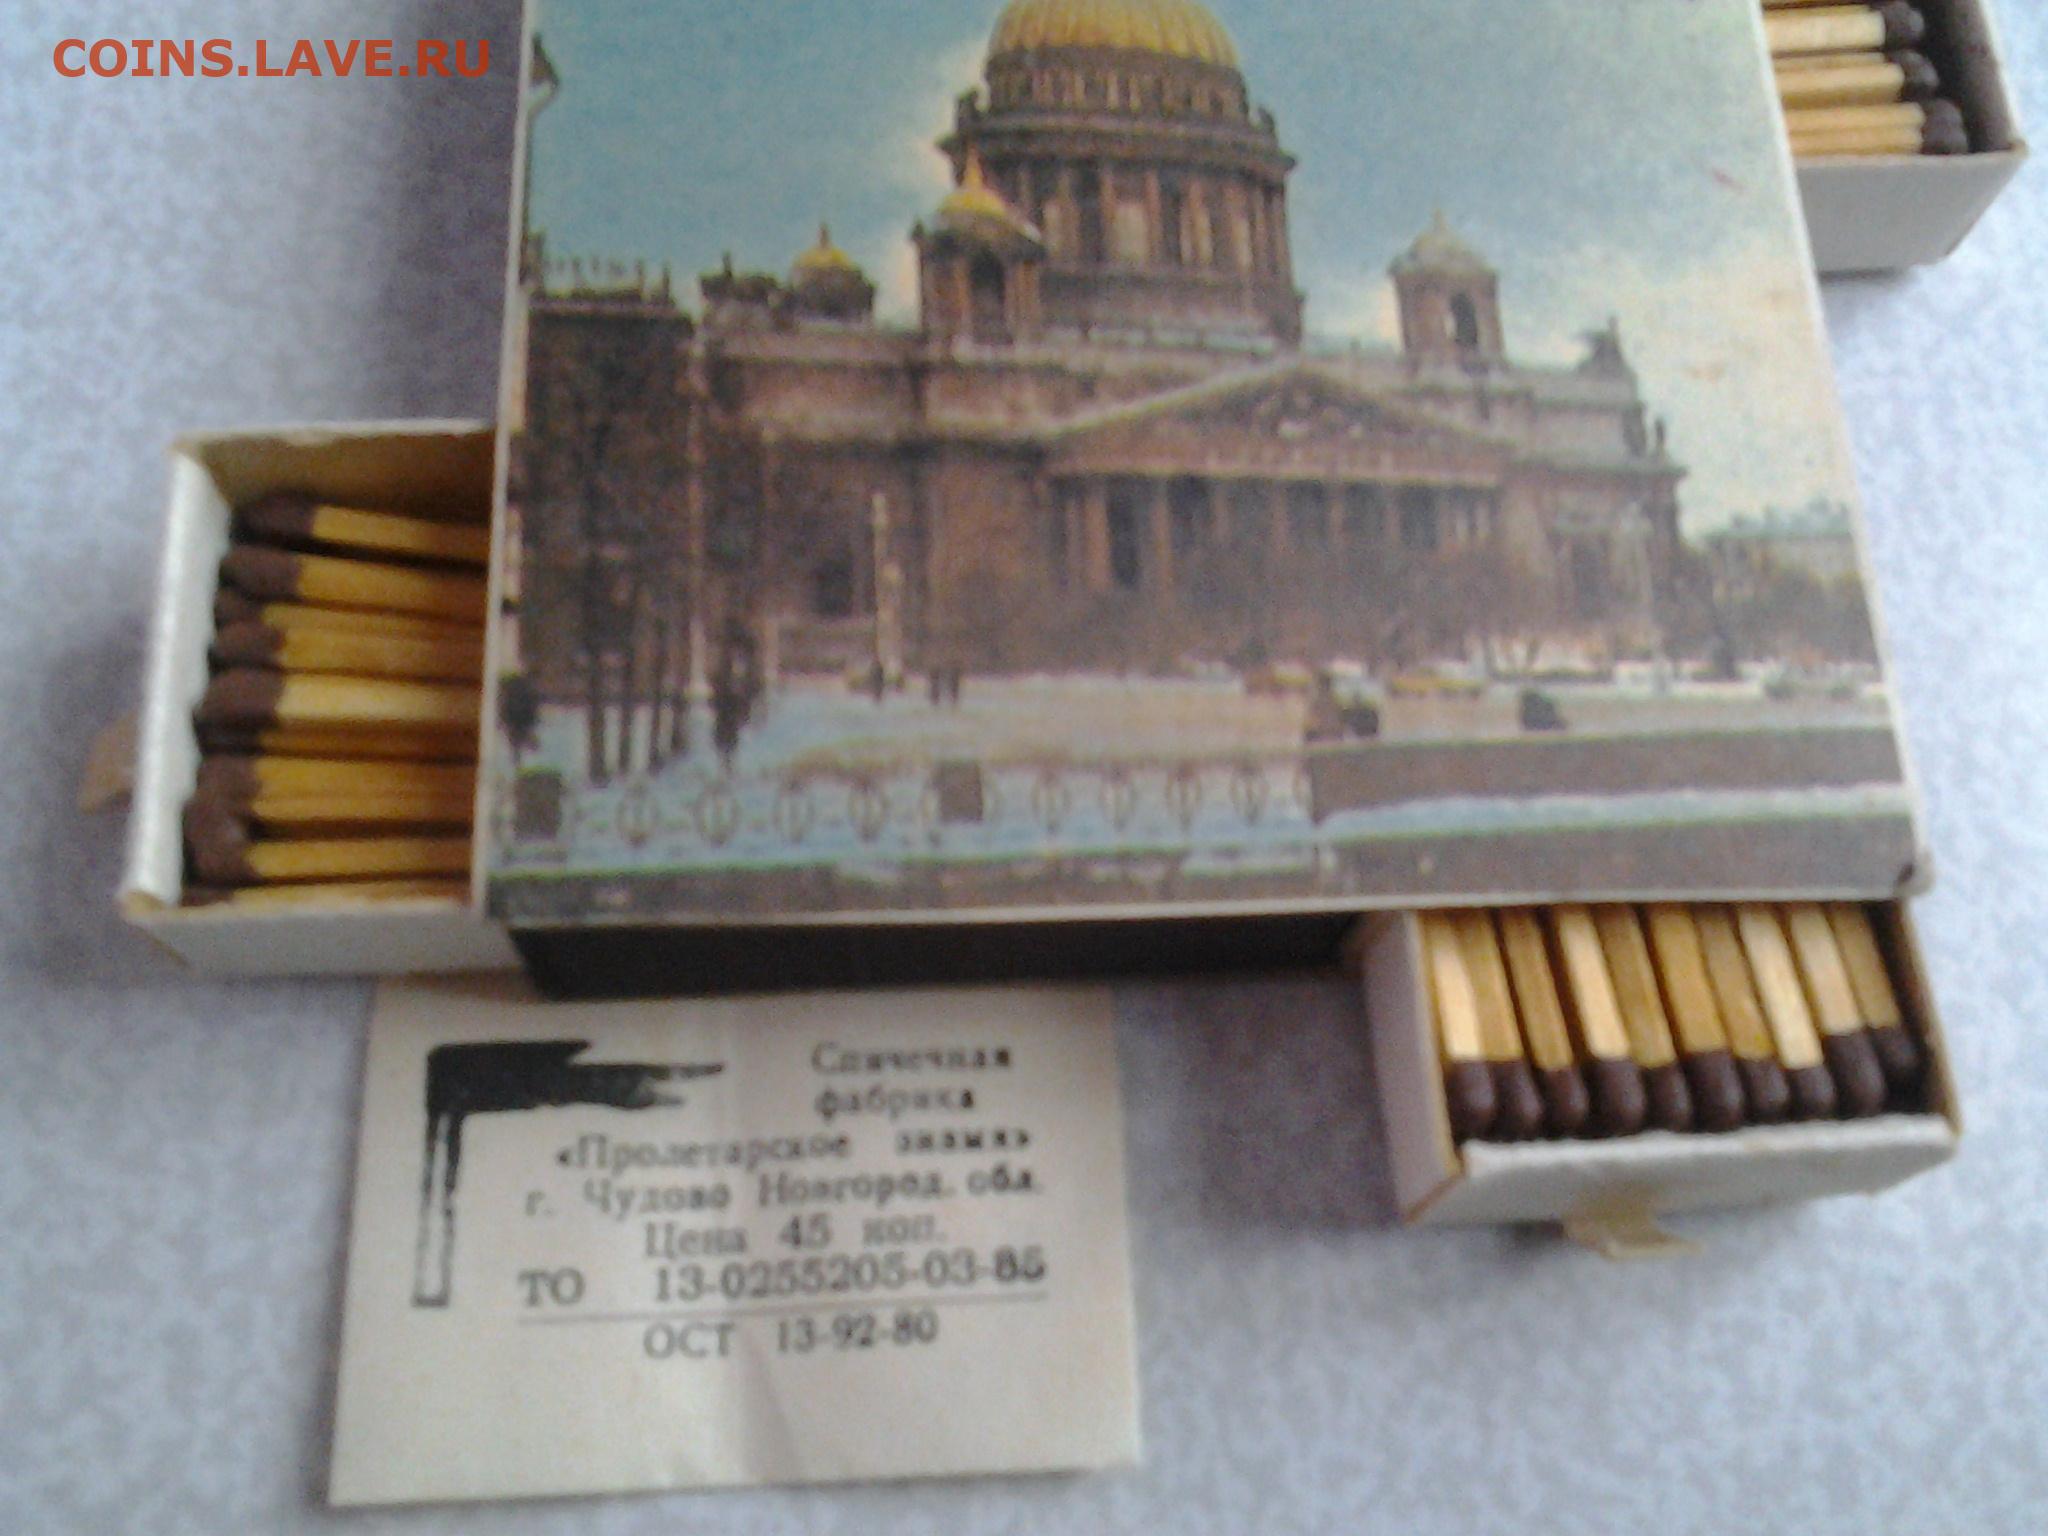 COINS.LAVE.RU
Спичечная
фабрика
«Пролетарское знамя»
г. Чудово Новгород. обл.
Цена 45 коп.
ТО 13-0255205-03-85
ОСТ 13-92-80